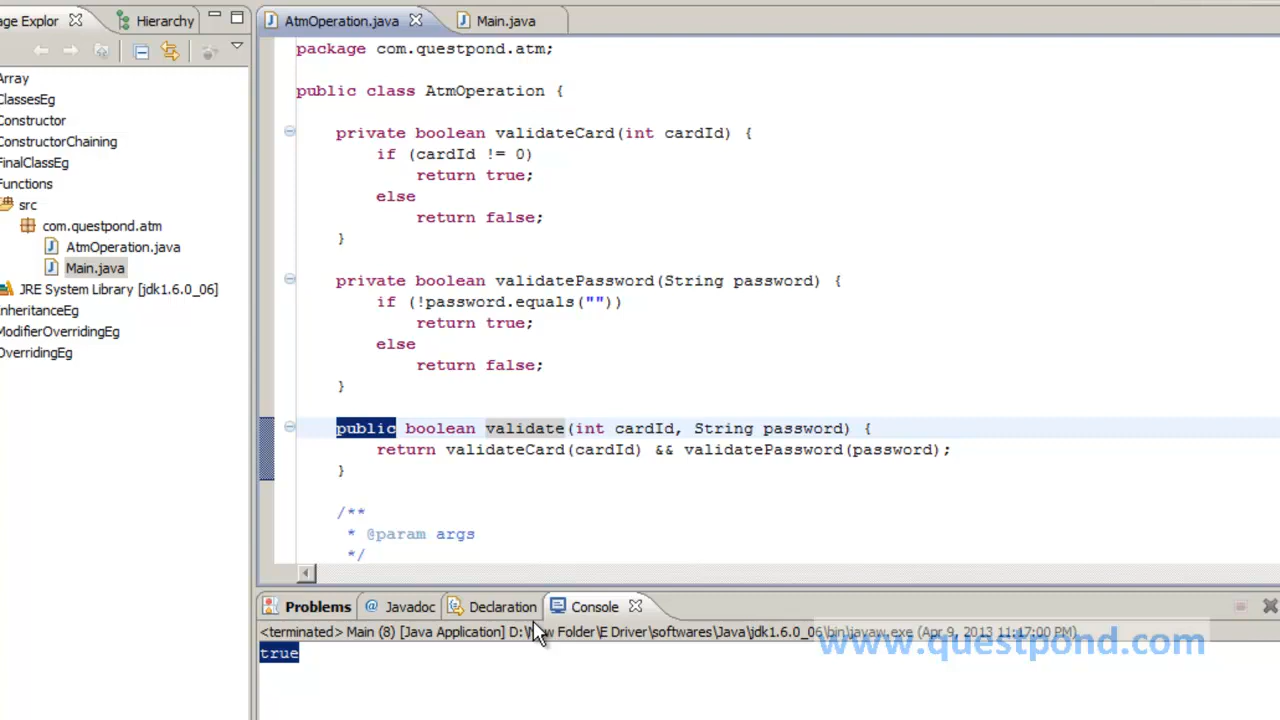 age Explor Hierarchy
AtmOperation.java Main.java
Array
ClassesEg
Constructor
ConstructorChaining
FinalClassEg
Functions
src
com.questpond.atm
AtmOperation.java
Main.java
JRE System Library [jdk1.6.0_06]
InheritanceEg
ModifierOverridingEg
OverridingEg
package com.questpond.atm;
public class AtmOperation {
private boolean validateCard(int cardId) {
if (cardId != 0)
return true;
else
return false;
}
private boolean validatePassword(String password) {
if (!password.equals(""))
return true;
else
return false;
}
public boolean validate(int cardId, String password) {
return validateCard(cardId) && validatePassword(password);
}
/**
* @param args
*/
Problems @ Javadoc Declaration Console
<terminated> Main (8) [Java Application] D:\New Folder\E Driver\softwares\Java\jdk1.6.0_06\bin\javaw.exe (Apr 9, 2013 11:17:00 PM)
true
www.questpond.com